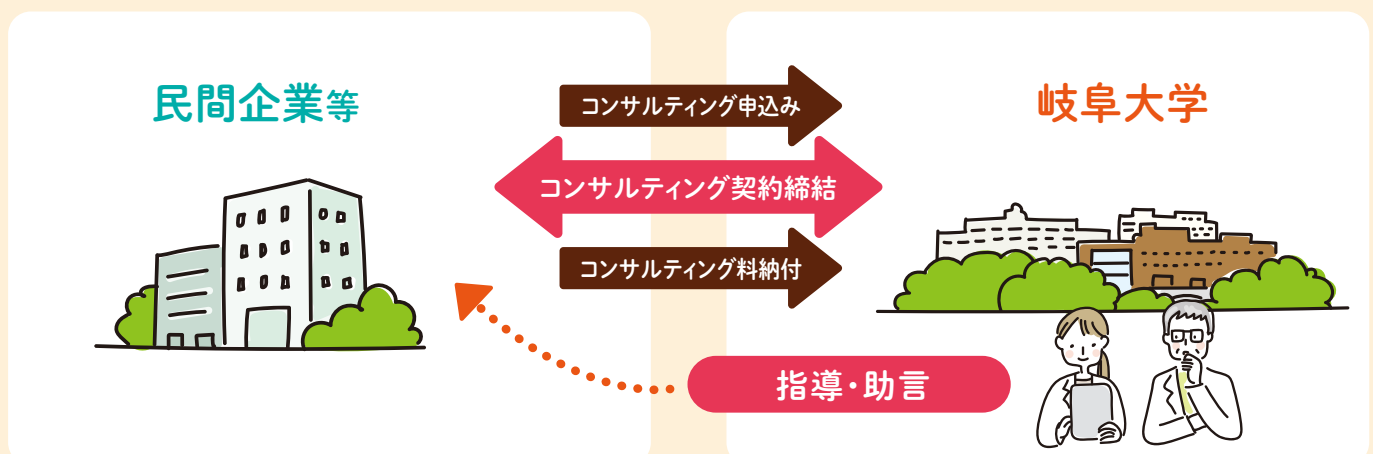 民間企業等
コンサルティング申込み
岐阜大学
コンサルティング契約締結
コンサルティング料納付
指導・助言